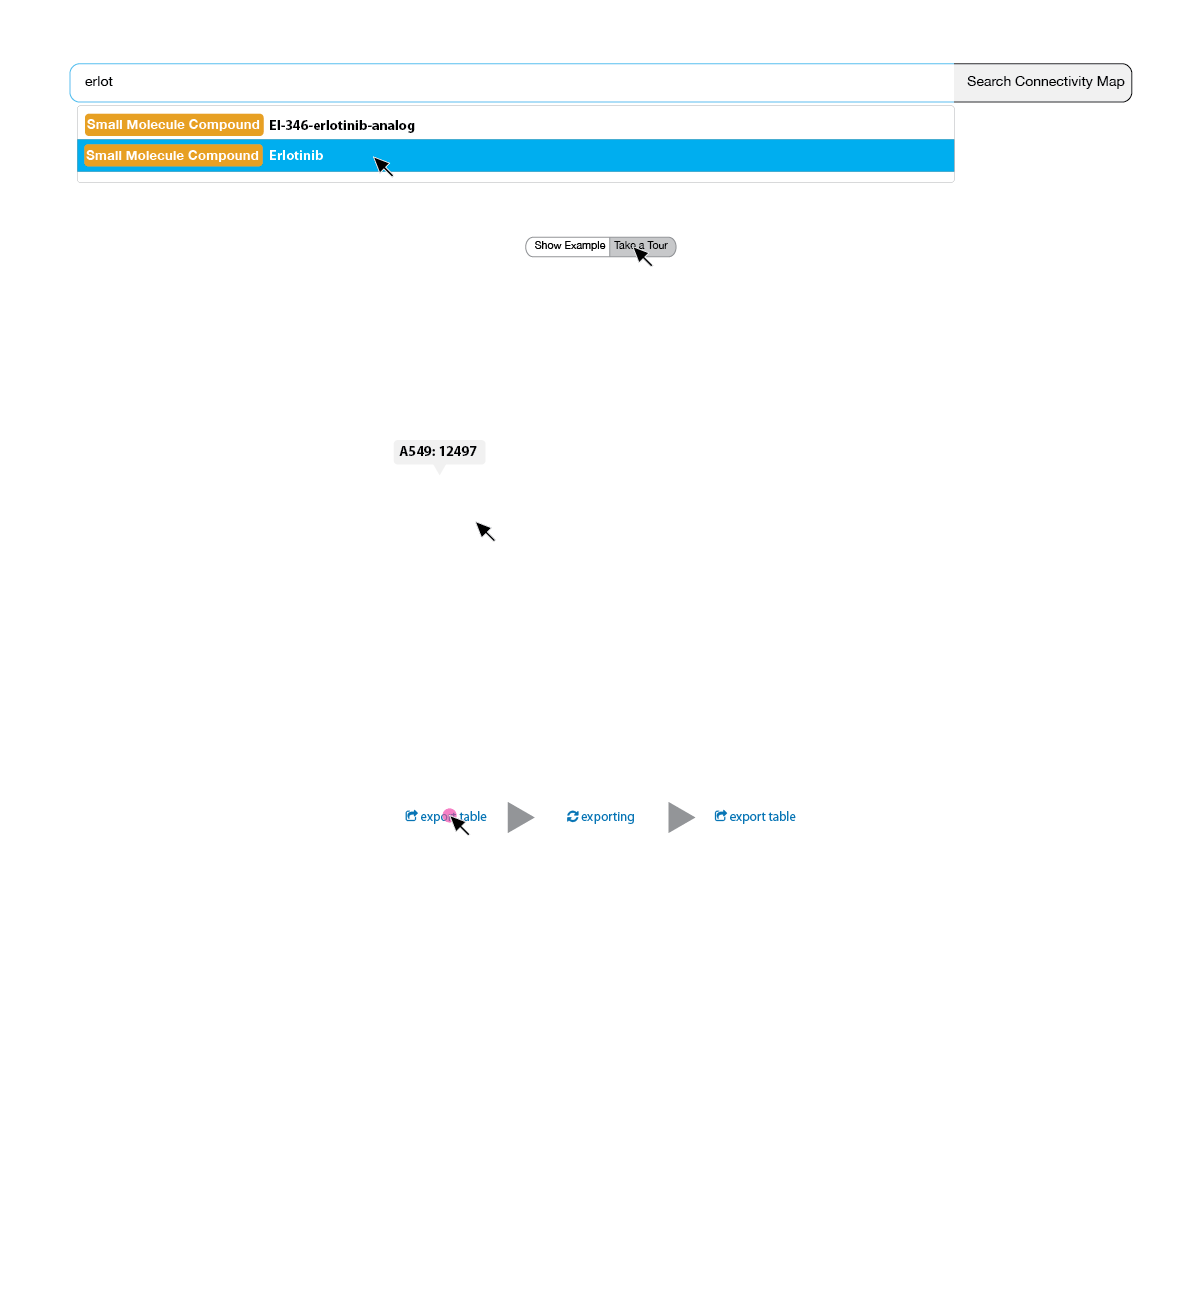 erlot
Search Connectivity Map
Small Molecule Compound EI-346-erlotinib-analog
Small Molecule Compound Erlotinib
Show Example Take a Tour
A549: 12497
export table exporting export table